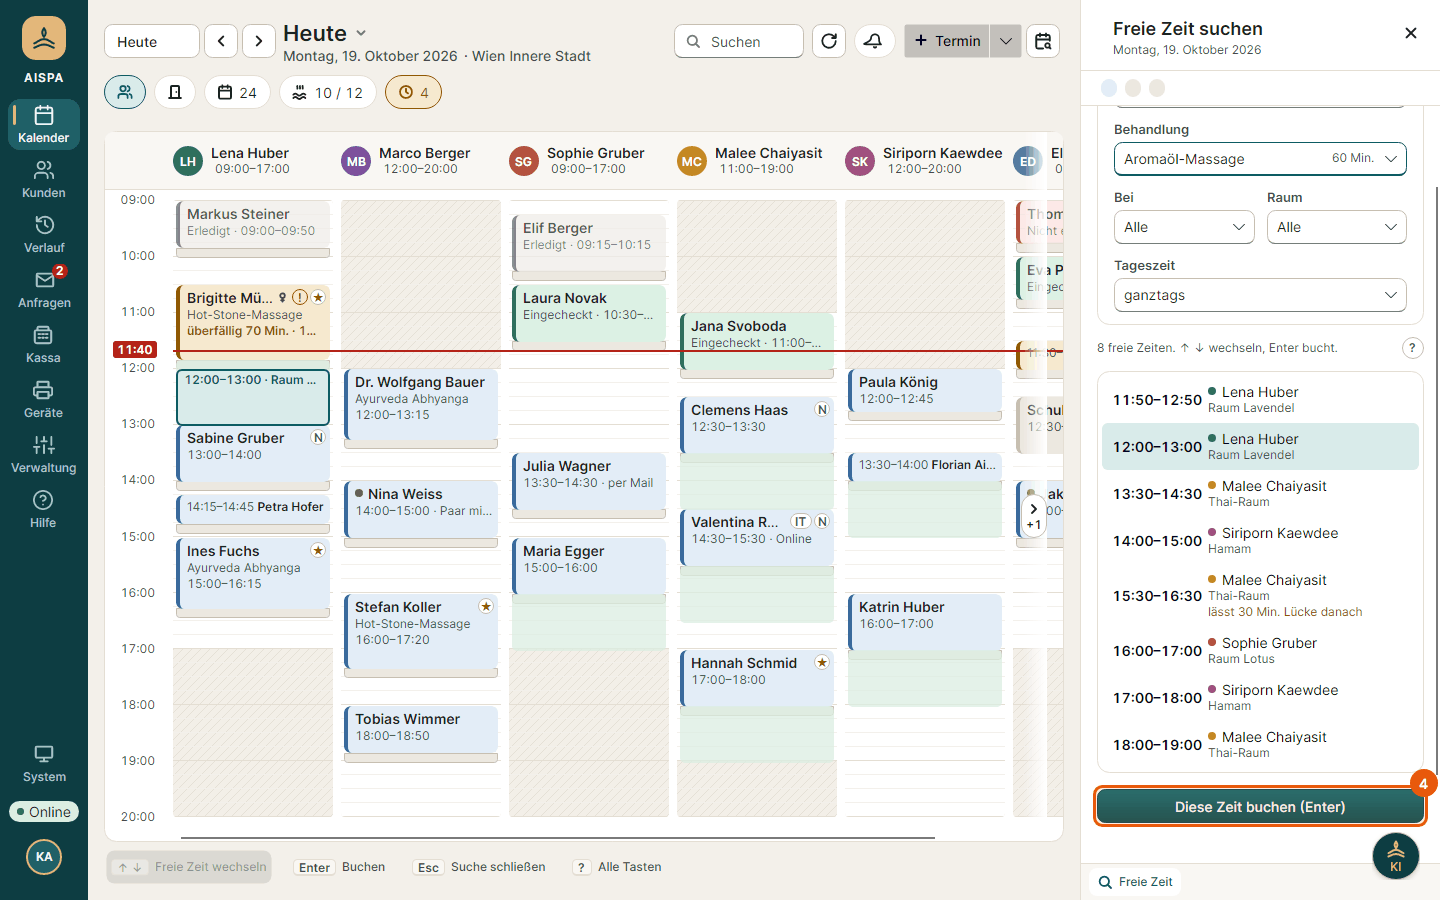 AISPA
Kalender
Kunden
Verlauf
2
Anfragen
Kassa
Geräte
Verwaltung
Hilfe
System
Online
KA
Heute
Heute
Montag, 19. Oktober 2026 · Wien Innere Stadt
Suchen
+ Termin
24
10 / 12
4
LH Lena Huber
09:00–17:00
MB Marco Berger
12:00–20:00
SG Sophie Gruber
09:00–17:00
MC Malee Chaiyasit
11:00–19:00
SK Siriporn Kaewdee
12:00–20:00
ED
09:00
10:00
11:00
11:40
12:00
13:00
14:00
15:00
16:00
17:00
18:00
19:00
20:00
Markus Steiner
Erledigt · 09:00–09:50
Brigitte Mü...
Hot-Stone-Massage
überfällig 70 Min. · 1...
12:00–13:00 · Raum ...
Sabine Gruber N
13:00–14:00
14:15–14:45 Petra Hofer
Ines Fuchs
Ayurveda Abhyanga
15:00–16:15
Dr. Wolfgang Bauer
Ayurveda Abhyanga
12:00–13:15
Nina Weiss
14:00–15:00 · Paar mi...
Stefan Koller
Hot-Stone-Massage
16:00–17:20
Tobias Wimmer
18:00–18:50
Elif Berger
Erledigt · 09:15–10:15
Laura Novak
Eingecheckt · 10:30–...
Julia Wagner
13:30–14:30 · per Mail
Maria Egger
15:00–16:00
Jana Svoboda
Eingecheckt · 11:00–...
Clemens Haas N
12:30–13:30
Valentina R... IT N
14:30–15:30 · Online
Hannah Schmid
17:00–18:00
Paula König
12:00–12:45
13:30–14:00 Florian Ai...
Katrin Huber
16:00–17:00
Eva P
+1
↑ ↓ Freie Zeit wechseln
Enter Buchen
Esc Suche schließen
? Alle Tasten
Freie Zeit suchen
Montag, 19. Oktober 2026
Behandlung
Aromaöl-Massage 60 Min.
Bei
Alle
Raum
Alle
Tageszeit
ganztags
8 freie Zeiten. ↑ ↓ wechseln, Enter bucht. ?
11:50–12:50 Lena Huber
Raum Lavendel
12:00–13:00 Lena Huber
Raum Lavendel
13:30–14:30 Malee Chaiyasit
Thai-Raum
14:00–15:00 Siriporn Kaewdee
Hamam
15:30–16:30 Malee Chaiyasit
Thai-Raum
lässt 30 Min. Lücke danach
16:00–17:00 Sophie Gruber
Raum Lotus
17:00–18:00 Siriporn Kaewdee
Hamam
18:00–19:00 Malee Chaiyasit
Thai-Raum
4
Diese Zeit buchen (Enter)
KI
Freie Zeit